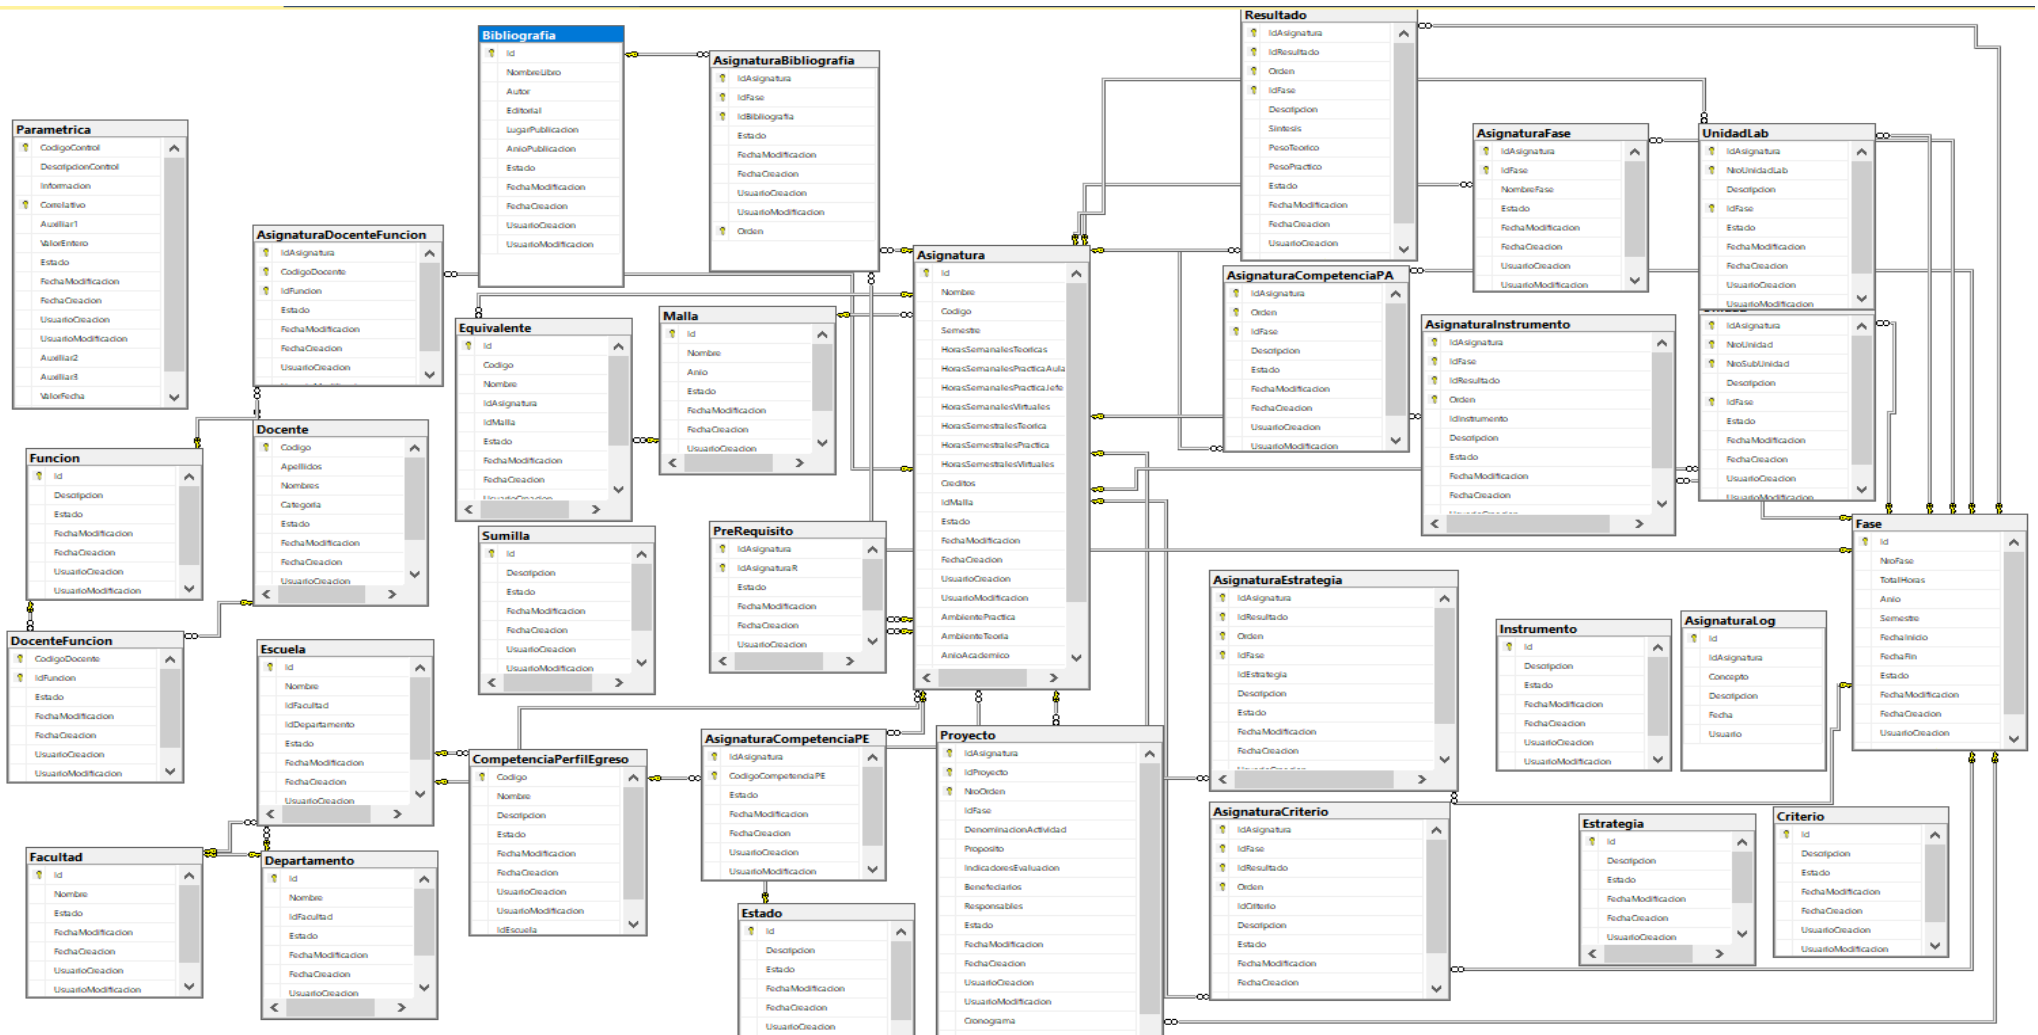 Parametrica
CodigoControl
DescripcionControl
Informacion
Correlativo
Auxiliar1
ValorEntero
Estado
FechaModificacion
FechaCreacion
UsuarioCreacion
UsuarioModificacion
Auxiliar2
Auxiliar3
ValorFecha
Funcion
Id
Descripcion
Estado
FechaModificacion
FechaCreacion
UsuarioCreacion
UsuarioModificacion
DocenteFuncion
CodigoDocente
IdFuncion
Estado
FechaModificacion
FechaCreacion
UsuarioCreacion
UsuarioModificacion
Facultad
Id
Nombre
Estado
FechaModificacion
FechaCreacion
UsuarioCreacion
UsuarioModificacion
AsignaturaDocenteFuncion
IdAsignatura
CodigoDocente
IdFuncion
Estado
FechaModificacion
FechaCreacion
UsuarioCreacion
Docente
Codigo
Apellidos
Nombres
Categoria
Estado
FechaModificacion
FechaCreacion
UsuarioCreacion
Escuela
Id
Nombre
IdFacultad
IdDepartamento
Estado
FechaModificacion
FechaCreacion
UsuarioCreacion
Departamento
Id
Nombre
IdFacultad
Estado
FechaModificacion
FechaCreacion
UsuarioCreacion
Bibliografia
Id
NombreLibro
Autor
Editorial
LugarPublicacion
AnioPublicacion
Estado
FechaModificacion
FechaCreacion
UsuarioCreacion
UsuarioModificacion
Equivalente
Id
Codigo
Nombre
IdAsignatura
IdMalla
Estado
FechaModificacion
FechaCreacion
UsuarioCreacion
Sumilla
Id
Descripcion
Estado
FechaModificacion
FechaCreacion
UsuarioCreacion
UsuarioModificacion
CompetenciaPerfilEgreso
Codigo
Nombre
Descripcion
Estado
FechaModificacion
FechaCreacion
UsuarioCreacion
UsuarioModificacion
IdEscuela
AsignaturaBibliografia
IdAsignatura
IdFase
IdBibliografia
Estado
FechaModificacion
FechaCreacion
UsuarioCreacion
UsuarioModificacion
Orden
Malla
Id
Nombre
Anio
Estado
FechaModificacion
FechaCreacion
UsuarioCreacion
PreRequisito
IdAsignatura
IdAsignaturaR
Estado
FechaModificacion
FechaCreacion
UsuarioCreacion
AsignaturaCompetenciaPE
IdAsignatura
CodigoCompetenciaPE
Estado
FechaModificacion
FechaCreacion
UsuarioCreacion
UsuarioModificacion
Estado
Id
Descripcion
Estado
FechaModificacion
FechaCreacion
UsuarioCreacion
Asignatura
Id
Nombre
Codigo
Semestre
HorasSemanalesTeoricas
HorasSemanalesPracticaAula
HorasSemanalesPracticaJefe
HorasSemanalesVirtuales
HorasSemestralesTeorica
HorasSemestralesPractica
HorasSemestralesVirtuales
Creditos
IdMalla
Estado
FechaModificacion
FechaCreacion
UsuarioCreacion
UsuarioModificacion
AmbientePractica
AmbienteTeoria
AnioAcademico
Proyecto
IdAsignatura
IdProyecto
NroOrden
IdFase
DenominacionActividad
Proposito
IndicadoresEvaluacion
Benefeciarios
Responsables
Estado
FechaModificacion
FechaCreacion
UsuarioCreacion
UsuarioModificacion
Cronograma
Resultado
IdAsignatura
IdResultado
Orden
IdFase
Descripcion
Sintesis
PesoTeorico
PesoPractico
Estado
FechaModificacion
FechaCreacion
UsuarioCreacion
AsignaturaCompetenciaPA
IdAsignatura
Orden
IdFase
Descripcion
Estado
FechaModificacion
FechaCreacion
UsuarioCreacion
UsuarioModificacion
AsignaturaEstrategia
IdAsignatura
IdResultado
Orden
IdFase
IdEstrategia
Descripcion
Estado
FechaModificacion
FechaCreacion
AsignaturaCriterio
IdAsignatura
IdFase
IdResultado
Orden
IdCriterio
Descripcion
Estado
FechaModificacion
FechaCreacion
AsignaturaFase
IdAsignatura
IdFase
NombreFase
Estado
FechaModificacion
FechaCreacion
UsuarioCreacion
UsuarioModificacion
AsignaturaInstrumento
IdAsignatura
IdFase
IdResultado
Orden
IdInstrumento
Descripcion
Estado
FechaModificacion
FechaCreacion
Instrumento
Id
Descripcion
Estado
FechaModificacion
FechaCreacion
UsuarioCreacion
UsuarioModificacion
Estrategia
Id
Descripcion
Estado
FechaModificacion
FechaCreacion
UsuarioCreacion
UnidadLab
IdAsignatura
NroUnidadLab
Descripcion
IdFase
Estado
FechaModificacion
FechaCreacion
UsuarioCreacion
UsuarioModificacion
IdAsignatura
NroUnidad
NroSubUnidad
Descripcion
IdFase
Estado
FechaModificacion
FechaCreacion
UsuarioCreacion
UsuarioModificacion
AsignaturaLog
Id
IdAsignatura
Concepto
Descripcion
Fecha
Usuario
Criterio
Id
Descripcion
Estado
FechaModificacion
FechaCreacion
UsuarioCreacion
UsuarioModificacion
Fase
Id
NroFase
TotalHoras
Anio
Semestre
FechaInicio
FechaFin
Estado
FechaModificacion
FechaCreacion
UsuarioCreacion